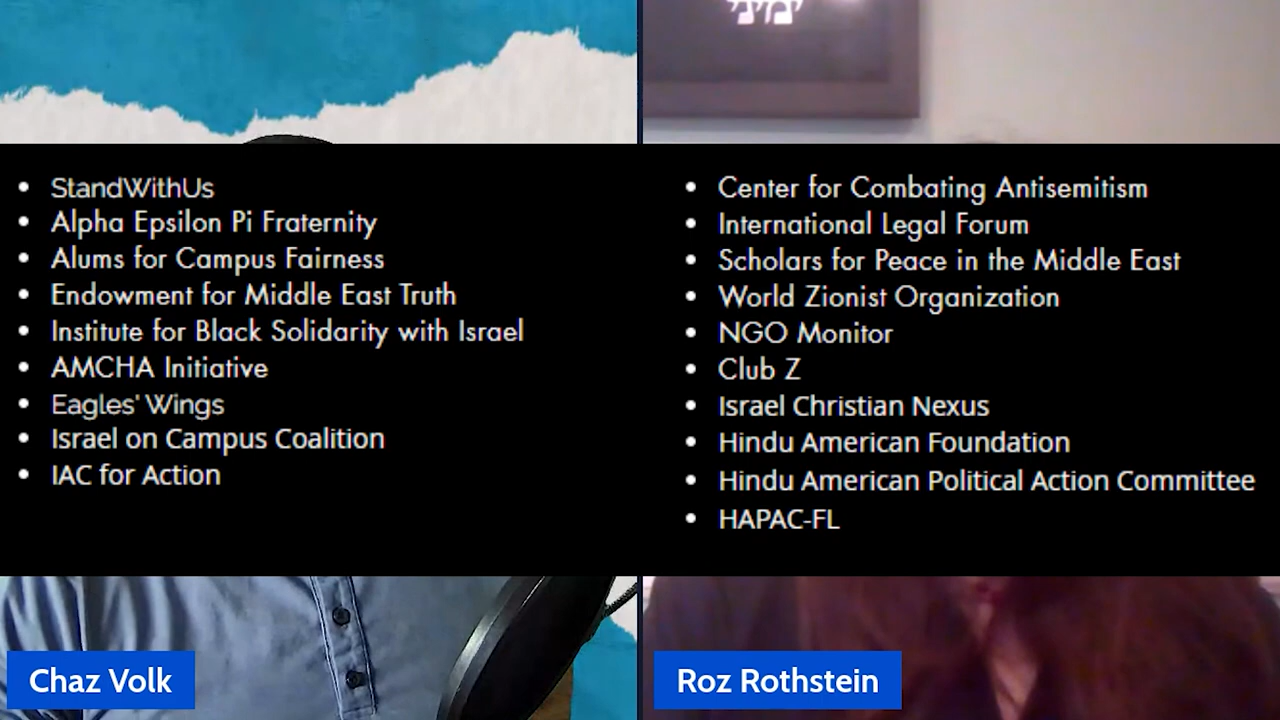 ימיני
StandWithUs
Alpha Epsilon Pi Fraternity
Alums for Campus Fairness
Endowment for Middle East Truth
Institute for Black Solidarity with Israel
AMCHA Initiative
Eagles' Wings
Israel on Campus Coalition
IAC for Action
Center for Combating Antisemitism
International Legal Forum
Scholars for Peace in the Middle East
World Zionist Organization
NGO Monitor
Club Z
Israel Christian Nexus
Hindu American Foundation
Hindu American Political Action Committee
HAPAC-FL
Chaz Volk
Roz Rothstein